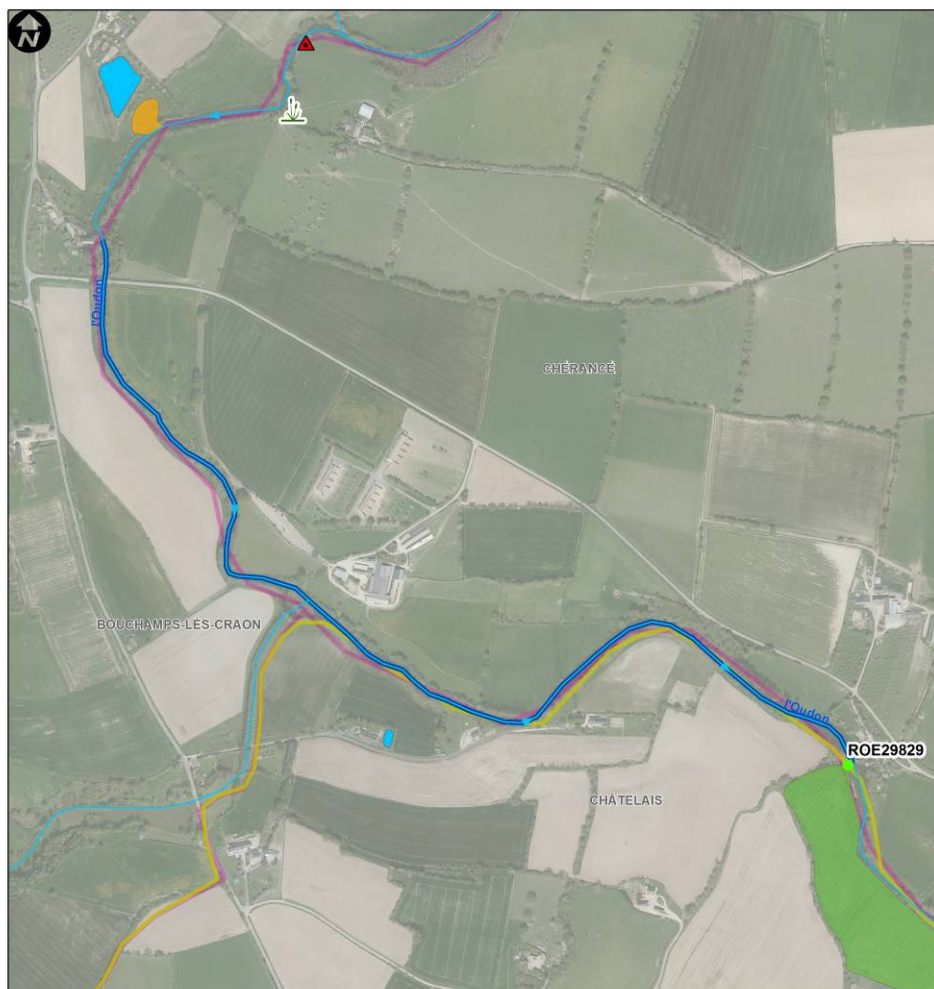 N
l'Oudon
CHÉRANCÉ
BOUCHAMPS-LÈS-CRAON
l'Oudon
ROE29829
CHÂTELAIS